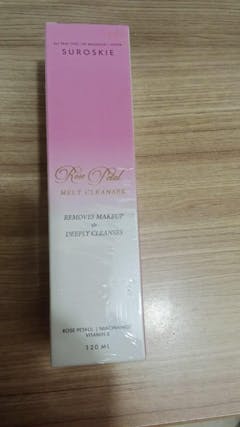 SUROSKIE
Rose Petal
MELT CLEANSER
REMOVES MAKEUP
&
DEEPLY CLEANSES
ROSE PETALS | NIACINAMIDE
VITAMIN E
120 ML